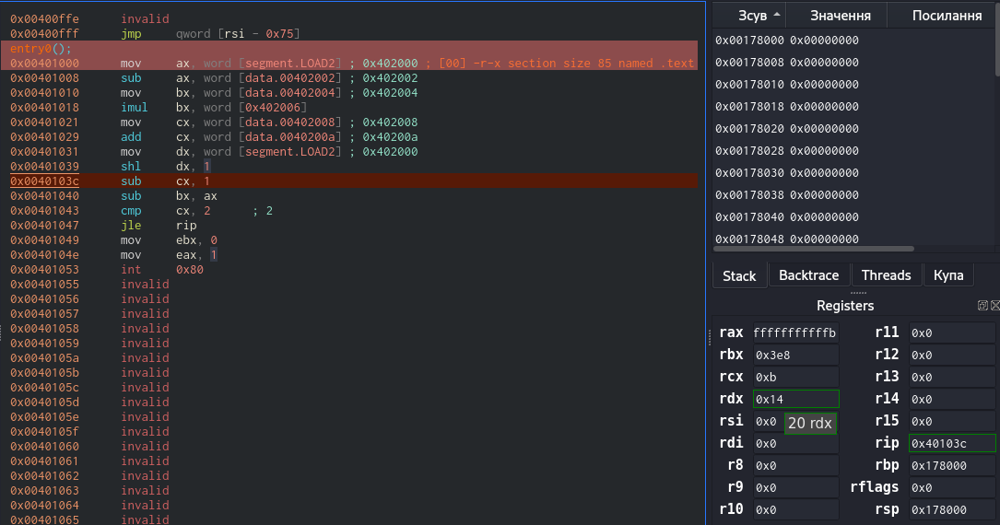 0x00400ffe invalid
0x00400fff jmp qword [rsi - 0x75]
entry0();
0x00401000 mov ax, word [segment.LOAD2] ; 0x402000 ; [00] -r-x section size 85 named .text
0x00401008 sub ax, word [data.00402002] ; 0x402002
0x00401010 mov bx, word [data.00402004] ; 0x402004
0x00401018 imul bx, word [0x402006]
0x00401021 mov cx, word [data.00402008] ; 0x402008
0x00401029 add cx, word [data.0040200a] ; 0x40200a
0x00401031 mov dx, word [segment.LOAD2] ; 0x402000
0x00401039 shl dx, 1
0x0040103c sub cx, 1
0x00401040 sub bx, ax
0x00401043 cmp cx, 2 ; 2
0x00401047 jle rip
0x00401049 mov ebx, 0
0x0040104e mov eax, 1
0x00401053 int 0x80
0x00401055 invalid
0x00401056 invalid
0x00401057 invalid
0x00401058 invalid
0x00401059 invalid
0x0040105a invalid
0x0040105b invalid
0x0040105c invalid
0x0040105d invalid
0x0040105e invalid
0x0040105f invalid
0x00401060 invalid
0x00401061 invalid
0x00401062 invalid
0x00401063 invalid
0x00401064 invalid
0x00401065 invalid
Зсув Значення Посилання
0x00178000 0x00000000
0x00178008 0x00000000
0x00178010 0x00000000
0x00178018 0x00000000
0x00178020 0x00000000
0x00178028 0x00000000
0x00178030 0x00000000
0x00178038 0x00000000
0x00178040 0x00000000
0x00178048 0x00000000
Stack Backtrace Threads Купа
Registers
rax fffffffffffb r11 0x0
rbx 0x3e8 r12 0x0
rcx 0xb r13 0x0
rdx 0x14 r14 0x0
rsi 0x0 20 rdx r15 0x0
rdi 0x0 rip 0x40103c
r8 0x0 rbp 0x178000
r9 0x0 rflags 0x0
r10 0x0 rsp 0x178000